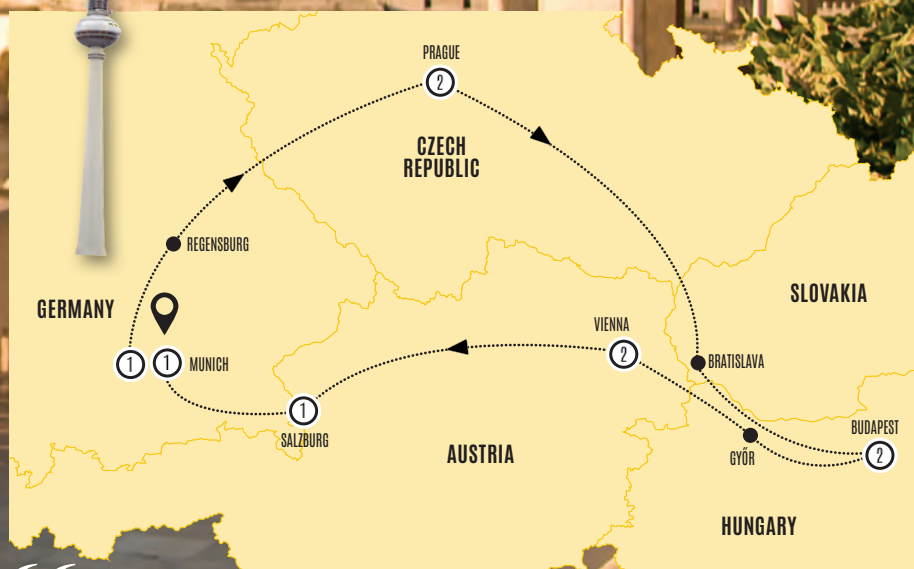 PRAGUE
2
CZECH
REPUBLIC
REGENSBURG
GERMANY
SLOVAKIA
VIENNA
2
BRATISLAVA
1
1
MUNICH
1
SALZBURG
AUSTRIA
GYŐR
BUDAPEST
2
HUNGARY